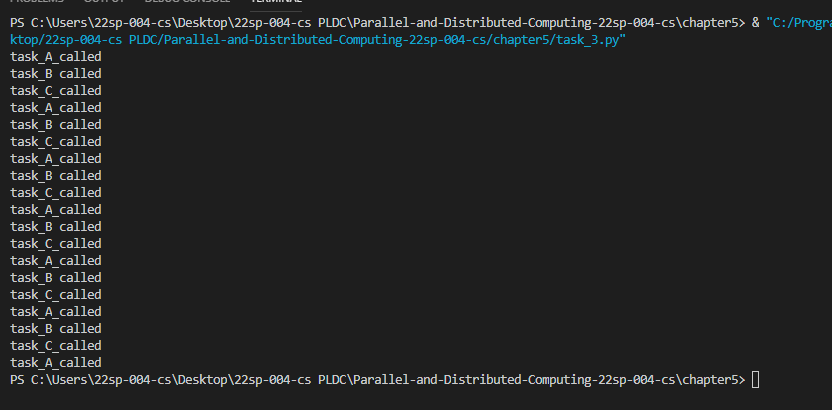 TERMINAL
PS C:\Users\22sp-004-cs\Desktop\22sp-004-cs PLDC\Parallel-and-Distributed-Computing-22sp-004-cs\chapter5> & "C:/Progra
ktop/22sp-004-cs PLDC/Parallel-and-Distributed-Computing-22sp-004-cs/chapter5/task_3.py"
task_A_called
task_B called
task_C_called
task_A_called
task_B called
task_C_called
task_A_called
task_B called
task_C_called
task_A_called
task_B called
task_C_called
task_A_called
task_B called
task_C_called
task_A_called
task_B called
task_C_called
task_A_called
PS C:\Users\22sp-004-cs\Desktop\22sp-004-cs PLDC\Parallel-and-Distributed-Computing-22sp-004-cs\chapter5>